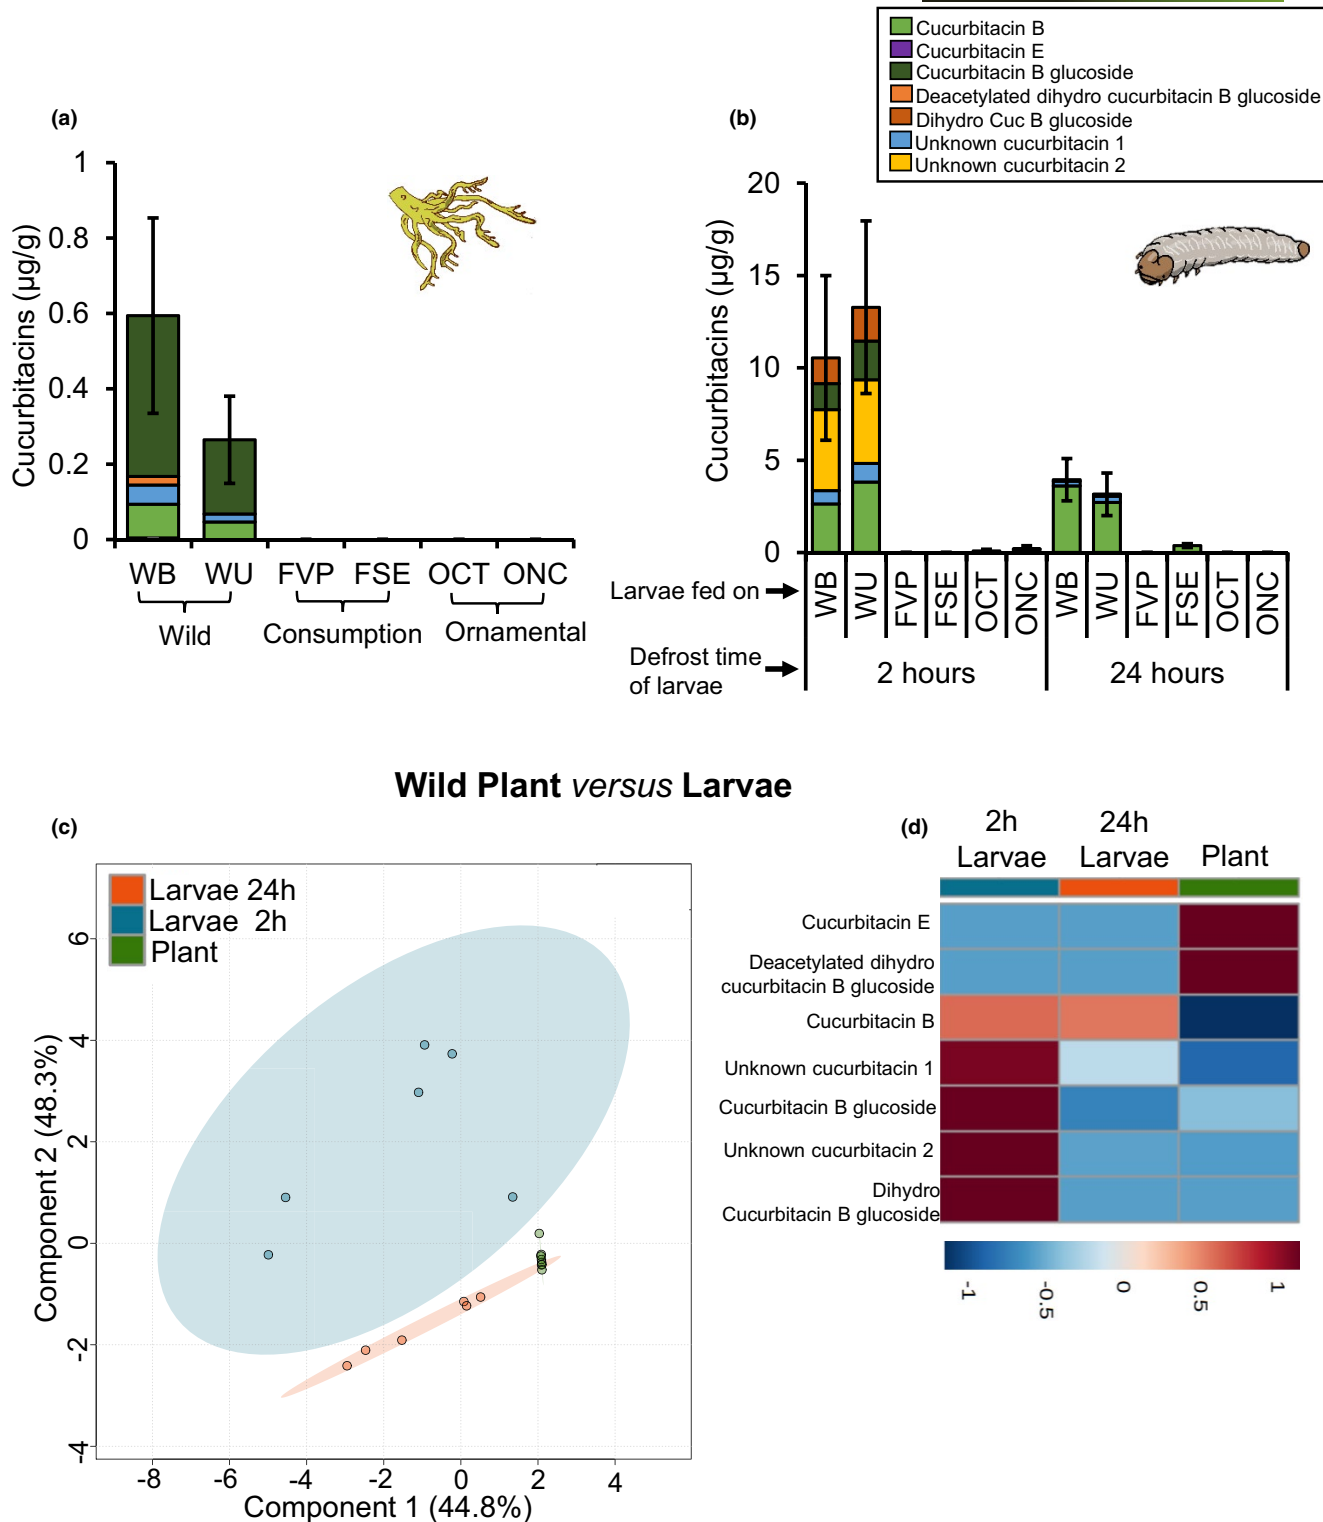 Cucurbitacin B
Cucurbitacin E
Cucurbitacin B glucoside
Deacetylated dihydro cucurbitacin B glucoside
Dihydro Cuc B glucoside
Unknown cucurbitacin 1
Unknown cucurbitacin 2
(a)
Cucurbitacins (µg/g)
1
0.8
0.6
0.4
0.2
0
WB WU FVP FSE OCT ONC
Wild Consumption Ornamental
(b)
Cucurbitacins (µg/g)
20
15
10
5
0
Larvae fed on
WB WU FVP FSE OCT ONC WB WU FVP FSE OCT ONC
Defrost time
of larvae
2 hours 24 hours
Wild Plant versus Larvae
(c)
Larvae 24h
Larvae 2h
Plant
Component 2 (48.3%)
6
4
2
0
-2
-4
-8 -6 -4 -2 0 2 4
Component 1 (44.8%)
(d)
2h
Larvae
24h
Larvae
Plant
Cucurbitacin E
Deacetylated dihydro
cucurbitacin B glucoside
Cucurbitacin B
Unknown cucurbitacin 1
Cucurbitacin B glucoside
Unknown cucurbitacin 2
Dihydro
Cucurbitacin B glucoside
-1 -0.5 0 0.5 1